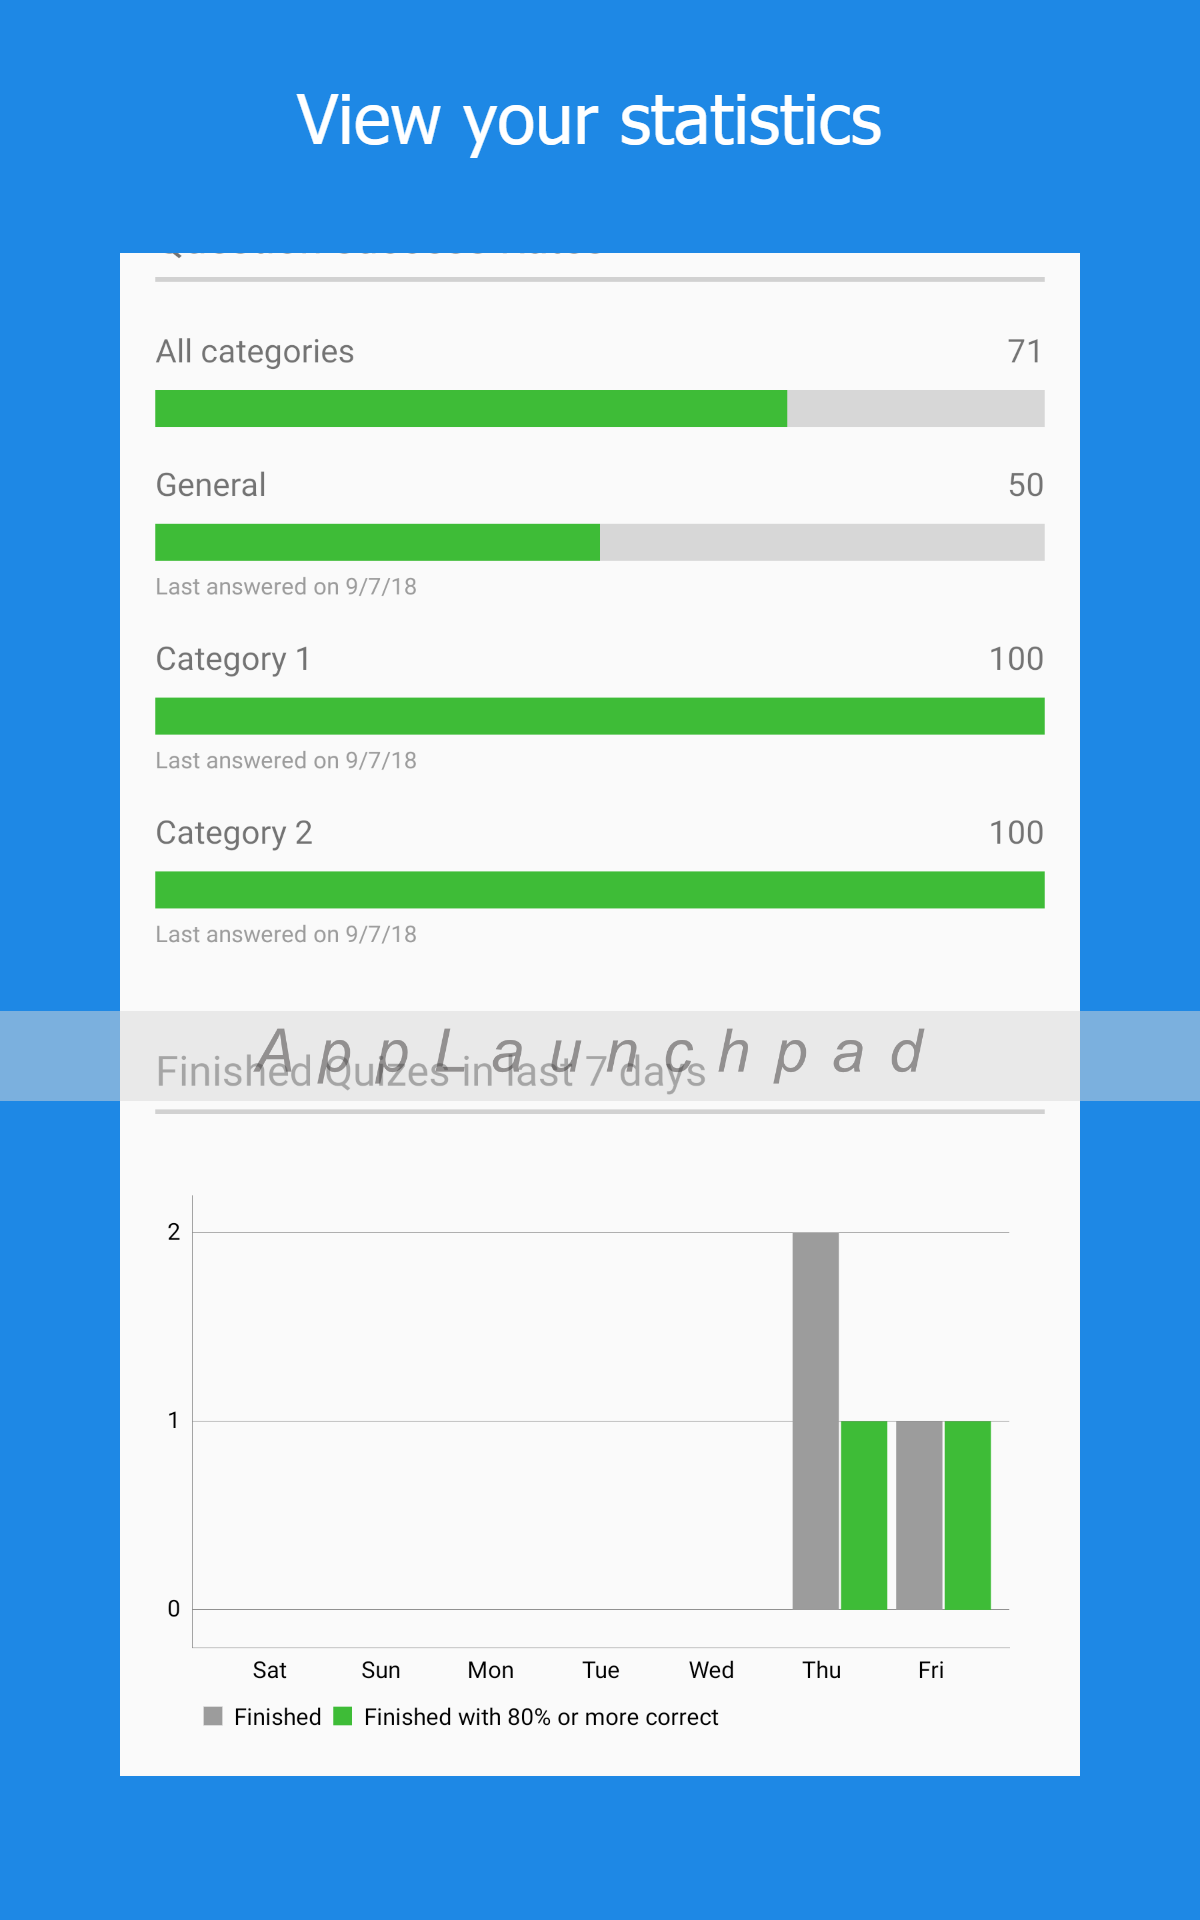 View your statistics
All categories 71
General 50
Last answered on 9/7/18
Category 1 100
Last answered on 9/7/18
Category 2 100
Last answered on 9/7/18
AppLaunchpad
Finished Quizes in last 7 days
2
1
0
Sat Sun Mon Tue Wed Thu Fri
Finished Finished with 80% or more correct